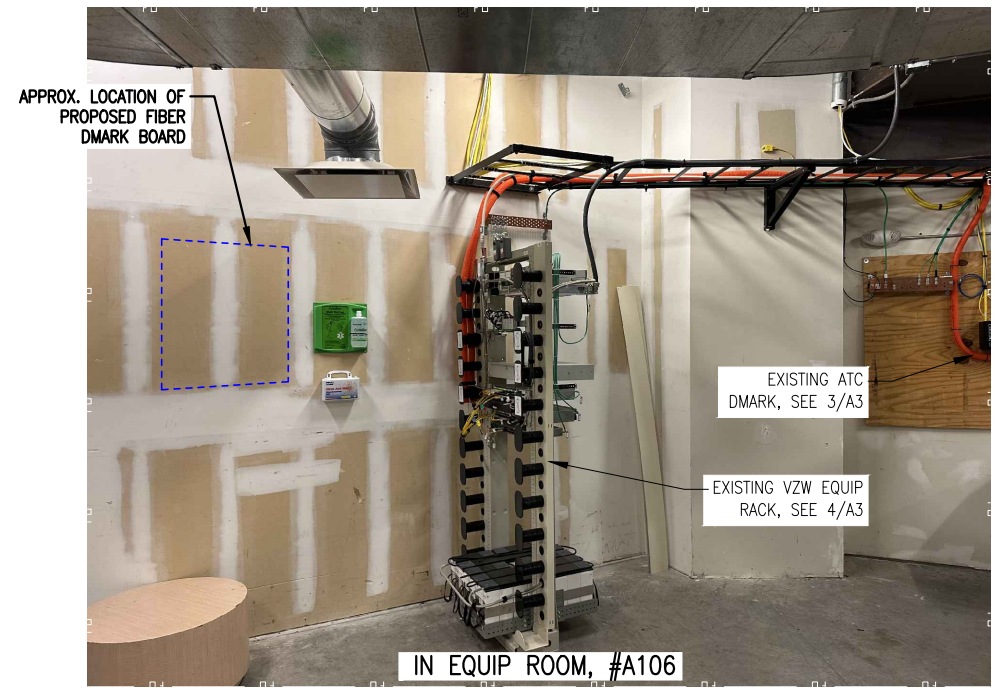 APPROX. LOCATION OF
PROPOSED FIBER
DMARK BOARD
EXISTING ATC
DMARK, SEE 3/A3
EXISTING VZW EQUIP
RACK, SEE 4/A3
IN EQUIP ROOM, #A106